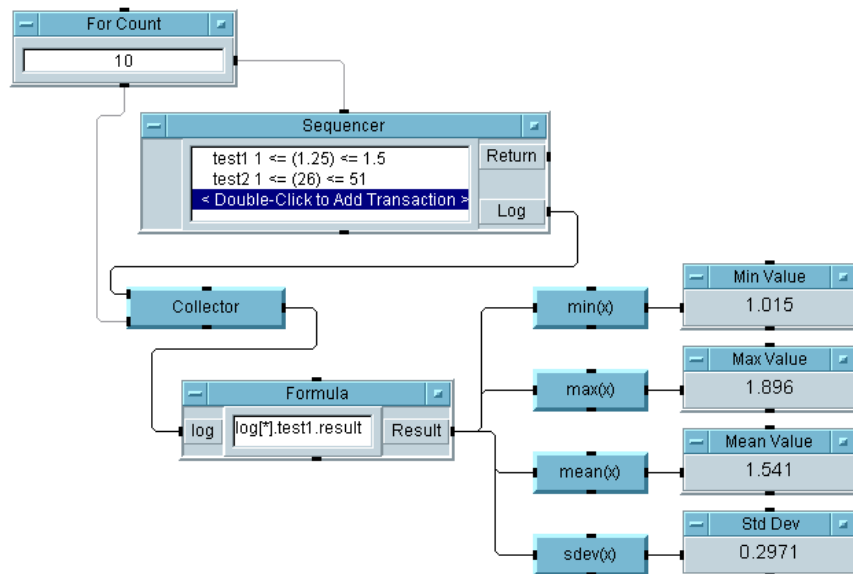 For Count
10
Sequencer
test1 1 <= (1.25) <= 1.5
test2 1 <= (26) <= 51
< Double-Click to Add Transaction >
Return
Log
Collector
Formula
log
log[*].test1.result
Result
min(x)
Min Value
1.015
max(x)
Max Value
1.896
mean(x)
Mean Value
1.541
sdev(x)
Std Dev
0.2971